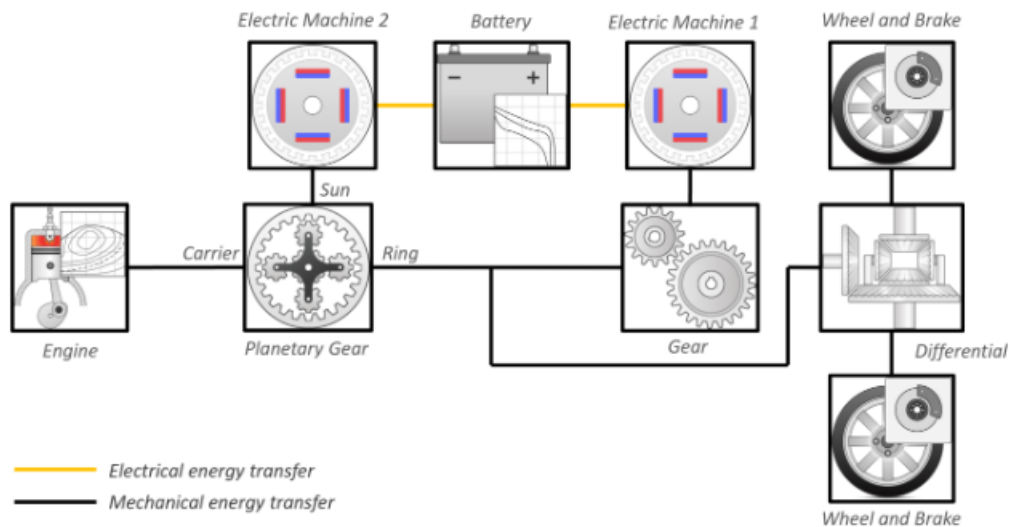 Electric Machine 2
Battery
Electric Machine 1
Wheel and Brake
− +
Sun
Carrier
Ring
Engine
Planetary Gear
Gear
Differential
Electrical energy transfer
Mechanical energy transfer
Wheel and Brake